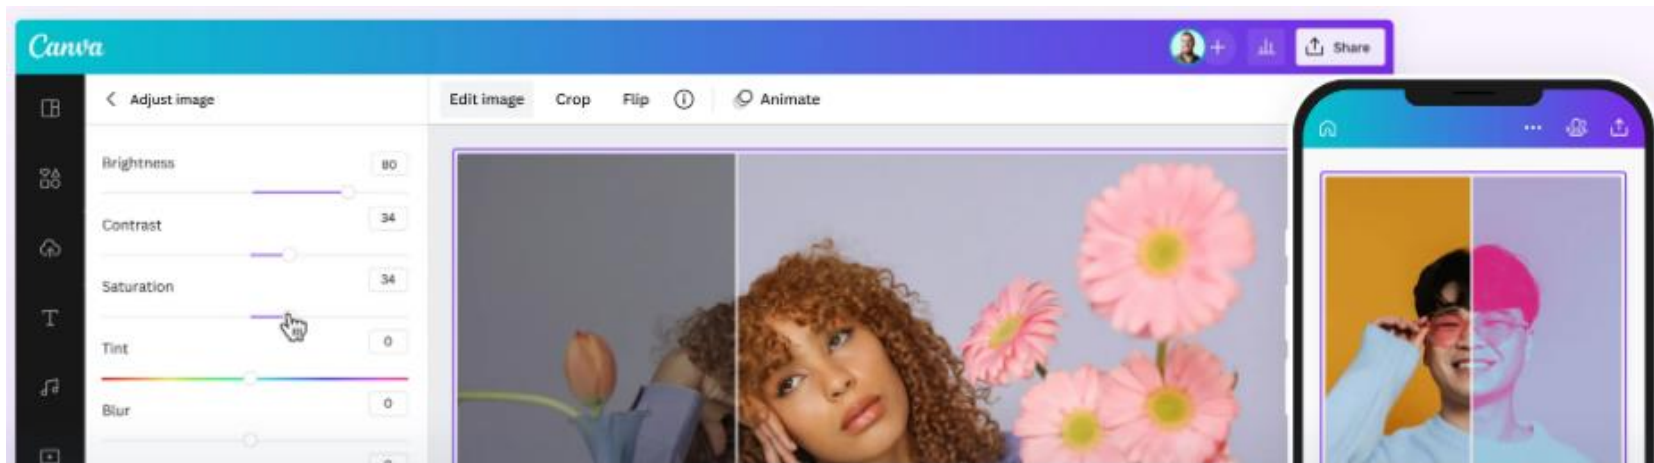 Canva
Share
Adjust image
Edit image Crop Flip Animate
Brightness 80
Contrast 34
Saturation 34
Tint 0
Blur 0